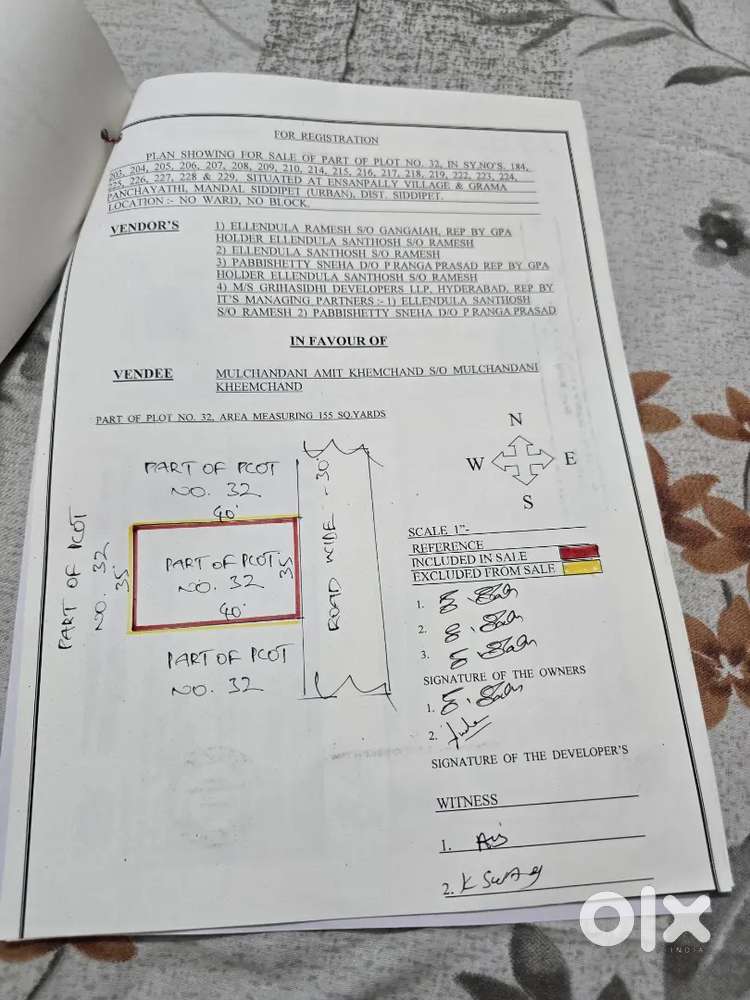 FOR REGISTRATION
PLAN SHOWING FOR SALE OF PART OF PLOT NO. 32, IN SY.NO'S. 184,
203, 204, 205, 206, 207, 208, 209, 210, 214, 215, 216, 217, 218, 219, 222, 223, 224,
225, 226, 227, 228 & 229. SITUATED AT ENSANPALLY VILLAGE & GRAMA
PANCHAYATHI, MANDAL SIDDIPET (URBAN), DIST. SIDDIPET.
LOCATION :- NO WARD, NO BLOCK.
VENDOR'S
1) ELLENDULA RAMESH S/O GANGAIAH, REP BY GPA
HOLDER ELLENDULA SANTHOSH S/O RAMESH
2) ELLENDULA SANTHOSH S/O RAMESH
3) PABBISHETTY SNEHA D/O P RANGA PRASAD REP BY GPA
HOLDER ELLENDULA SANTHOSH S/O RAMESH
4) M/S GRIHASIDHI DEVELOPERS LLP, HYDERABAD, REP BY
IT'S MANAGING PARTNERS :- 1) ELLENDULA SANTHOSH
S/O RAMESH 2) PABBISHETTY SNEHA D/O P RANGA PRASAD
IN FAVOUR OF
VENDEE
MULCHANDANI AMIT KHEMCHAND S/O MULCHANDANI
KHEEMCHAND
PART OF PLOT NO. 32, AREA MEASURING 155 SQ.YARDS
N
W E
S
PART OF PLOT
NO. 32
40'
PART OF PLOT
NO. 32
35'
PART OF PLOT
NO. 32
40'
35
ROAD WIDE - 30
PART OF PLOT
NO. 32
SCALE 1":-
REFERENCE
INCLUDED IN SALE
EXCLUDED FROM SALE
1.
2.
3.
SIGNATURE OF THE OWNERS
1.
2.
SIGNATURE OF THE DEVELOPER'S
WITNESS
1.
2. K
olx
INDIA